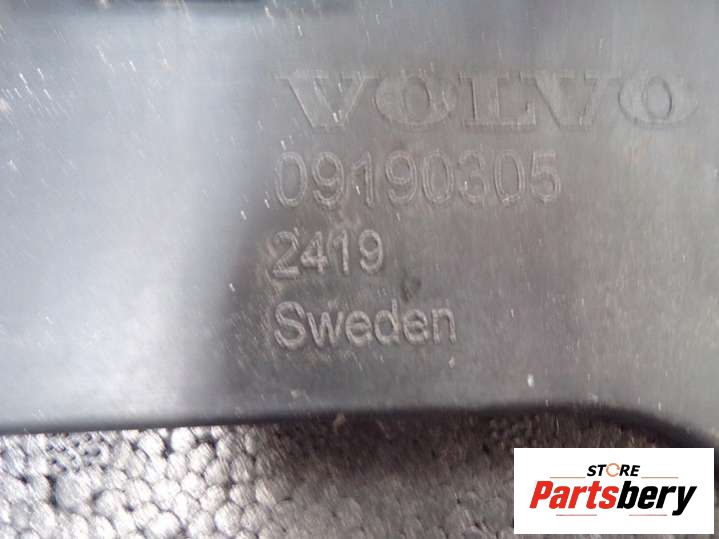 VOLVO
09190305
2419
Sweden
STORE
Partsbery